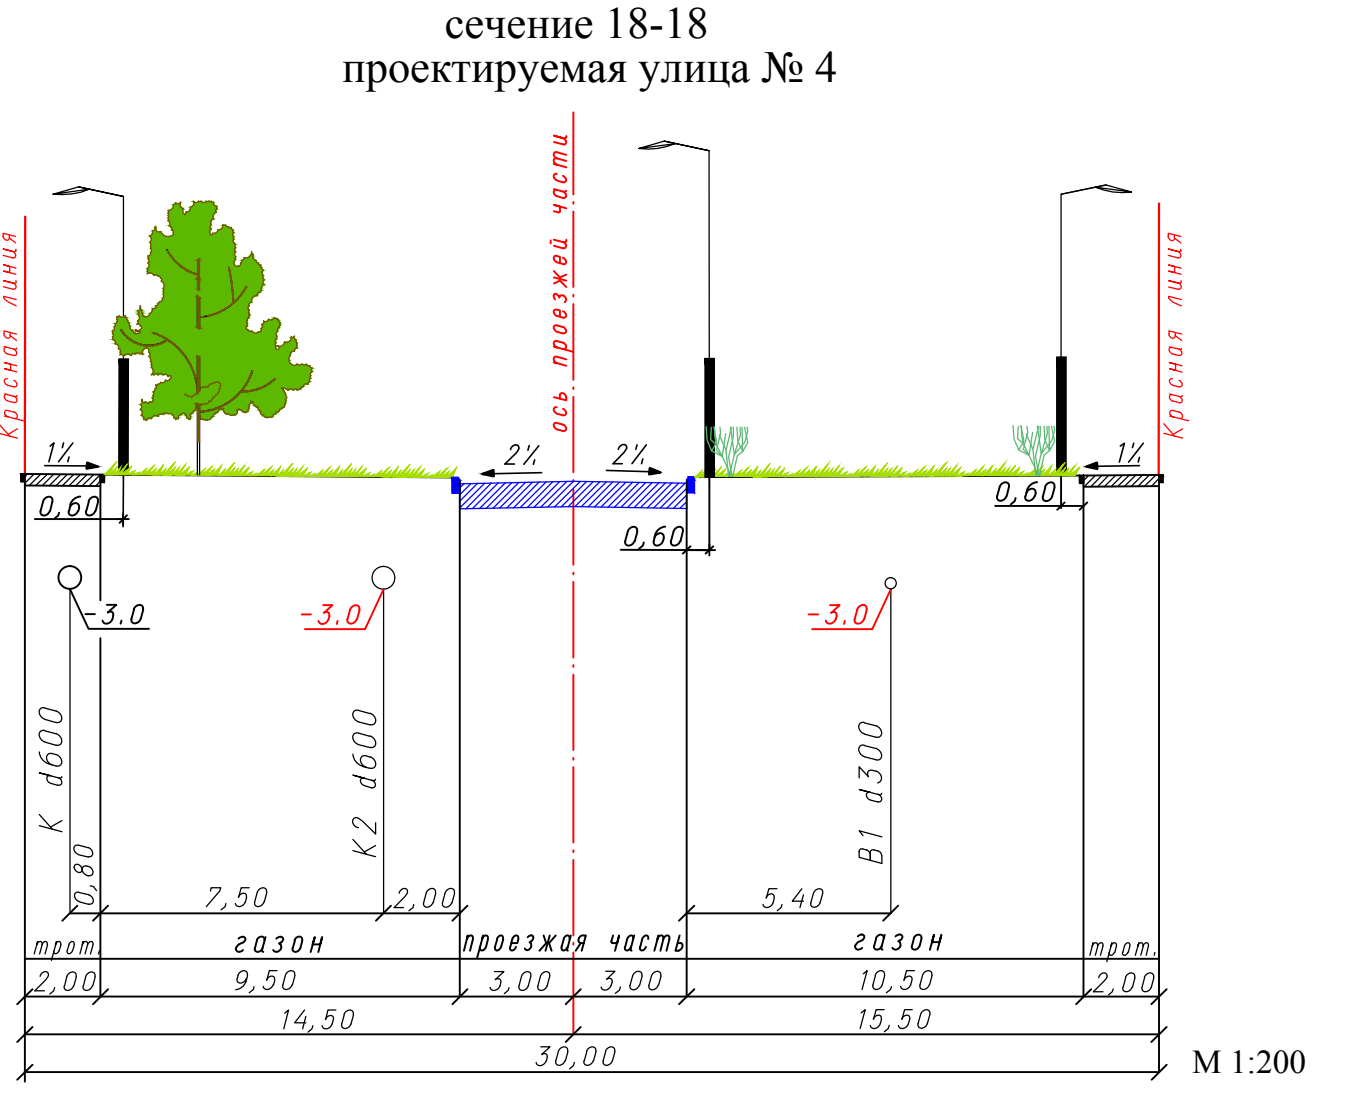 сечение 18-18
проектируемая улица № 4
Красная линия
ось проезжей части
Красная линия
1%
2%
2%
1%
0,60
0,60
0,60
-3.0
-3.0
-3.0
К d600
К2 d600
В1 d300
0,80
7,50
2,00
5,40
трот.
газон
проезжая часть
газон
трот.
2,00
9,50
3,00
3,00
10,50
2,00
14,50
15,50
30,00
М 1:200